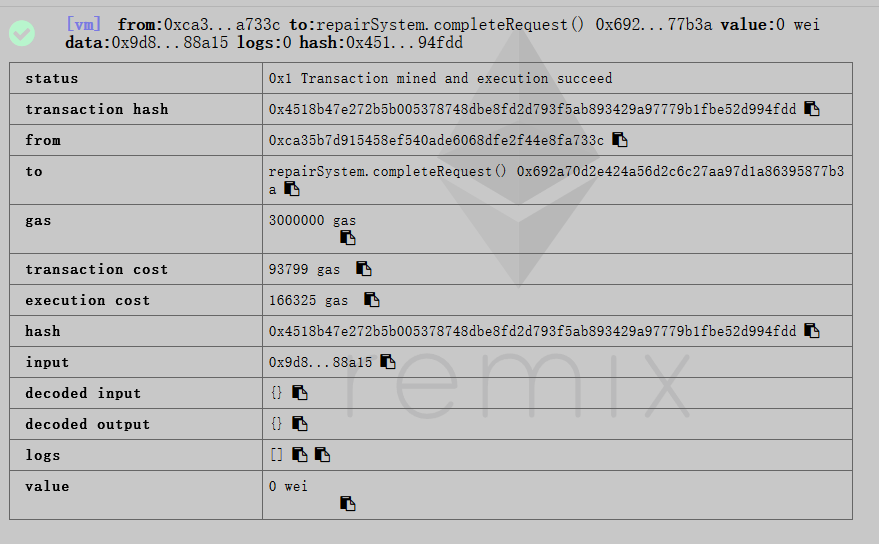 [vm] from:0xca3...a733c to:repairSystem.completeRequest() 0x692...77b3a value:0 wei
data:0x9d8...88a15 logs:0 hash:0x451...94fdd
status 0x1 Transaction mined and execution succeed
transaction hash 0x4518b47e272b5b005378748dbe8fd2d793f5ab893429a97779b1fbe52d994fdd
from 0xca35b7d915458ef540ade6068dfe2f44e8fa733c
to repairSystem.completeRequest() 0x692a70d2e424a56d2c6c27aa97d1a86395877b3
a
gas 3000000 gas
transaction cost 93799 gas
execution cost 166325 gas
hash 0x4518b47e272b5b005378748dbe8fd2d793f5ab893429a97779b1fbe52d994fdd
input 0x9d8...88a15
remix
decoded input {}
decoded output {}
logs []
value 0 wei